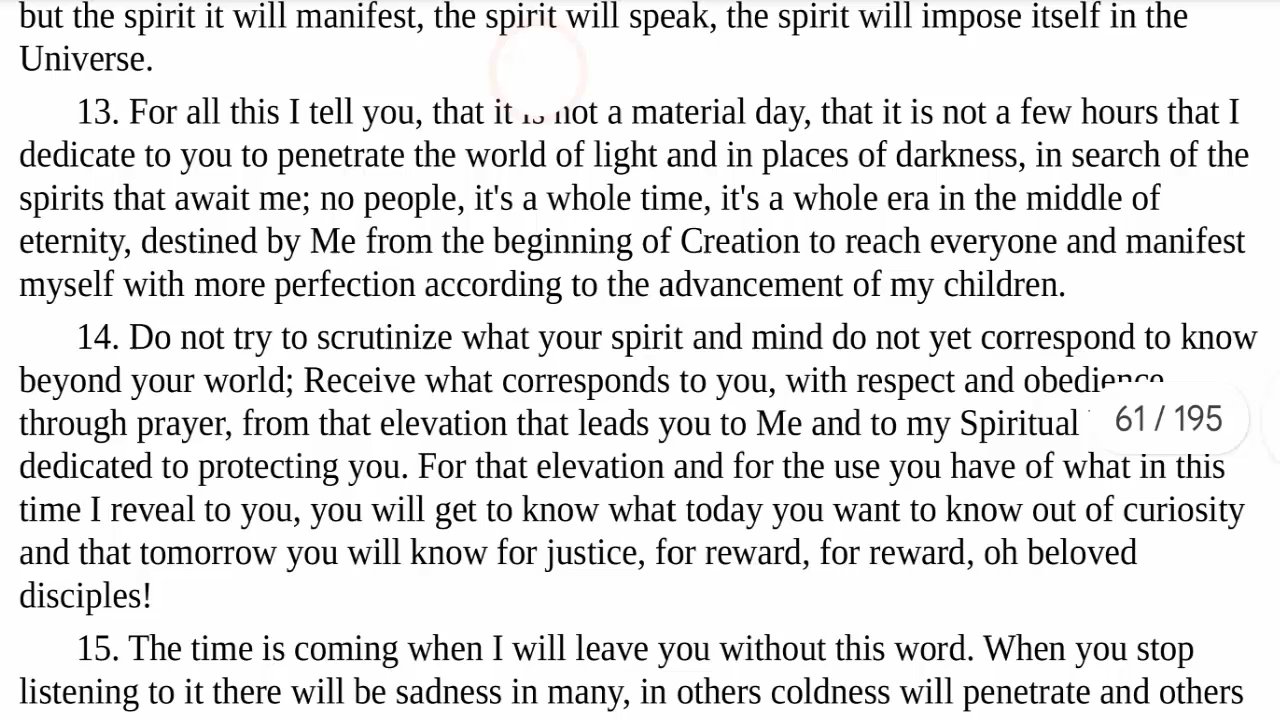 but the spirit it will manifest, the spirit will speak, the spirit will impose itself in the
Universe.
13. For all this I tell you, that it is not a material day, that it is not a few hours that I
dedicate to you to penetrate the world of light and in places of darkness, in search of the
spirits that await me; no people, it's a whole time, it's a whole era in the middle of
eternity, destined by Me from the beginning of Creation to reach everyone and manifest
myself with more perfection according to the advancement of my children.
14. Do not try to scrutinize what your spirit and mind do not yet correspond to know
beyond your world; Receive what corresponds to you, with respect and obedience
through prayer, from that elevation that leads you to Me and to my Spiritual
61 / 195
dedicated to protecting you. For that elevation and for the use you have of what in this
time I reveal to you, you will get to know what today you want to know out of curiosity
and that tomorrow you will know for justice, for reward, for reward, oh beloved
disciples!
15. The time is coming when I will leave you without this word. When you stop
listening to it there will be sadness in many, in others coldness will penetrate and others